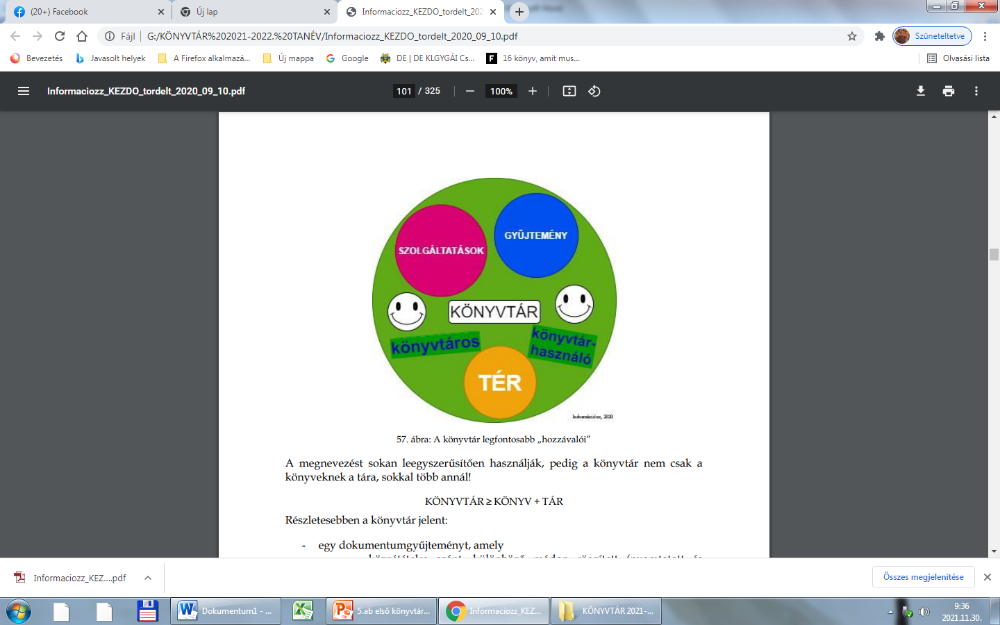 (20+) Facebook
Új lap
Informaciozz_KEZDO_tordelt_202
Fájl
G:/KÖNYVTÁR%202021-2022.%20TANÉV/Informaciozz_KEZDO_tordelt_2020_09_10.pdf
Szüneteltetve
Bevezetés
Javasolt helyek
A Firefox alkalmazá...
Új mappa
Google
DE | DE KLGYGÁI Cs...
16 könyv, amit mus...
Olvasási lista
Informaciozz_KEZDO_tordelt_2020_09_10.pdf
101 / 325
100%
SZOLGÁLTATÁSOK
GYŰJTEMÉNY
KÖNYVTÁR
könyvtáros
könyvtár-
használó
TÉR
Információzz, 2020
57. ábra: A könyvtár legfontosabb „hozzávalói”
A megnevezést sokan leegyszerűsítően használják, pedig a könyvtár nem csak a
könyveknek a tára, sokkal több annál!
KÖNYVTÁR ≥ KÖNYV + TÁR
Részletesebben a könyvtár jelent:
- egy dokumentumgyűjteményt, amely
Informaciozz_KEZ....pdf
Összes megjelenítése
Dokumentum1 - ...
5.ab első könyvtár...
Informaciozz_KEZ...
KÖNYVTÁR 2021-...
9:36
2021.11.30.